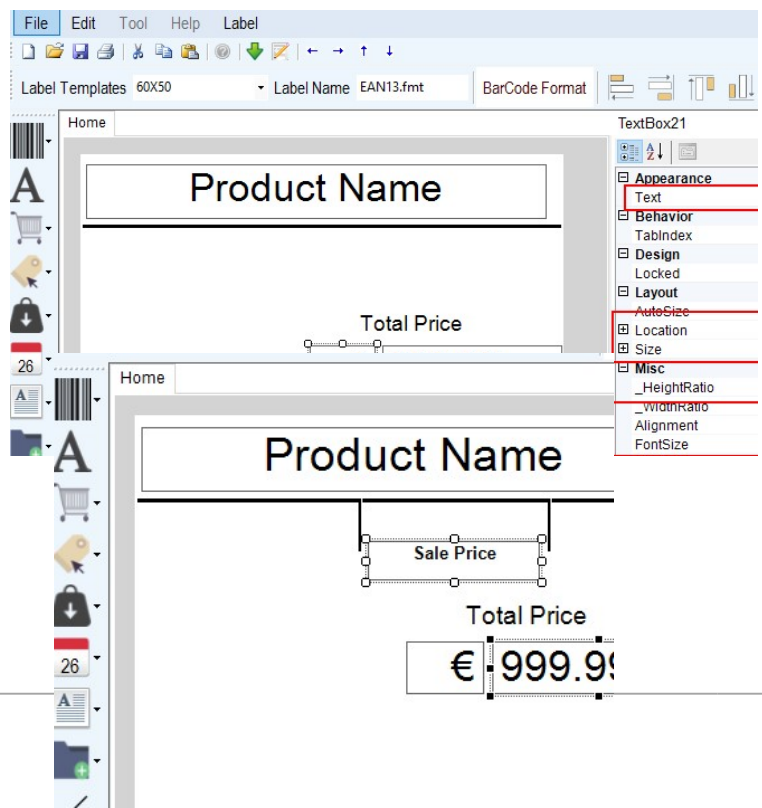 File Edit Tool Help Label
Label Templates 60X50 Label Name EAN13.fmt BarCode Format
Home
TextBox21
Product Name
Total Price
Appearance
Text
Behavior
TabIndex
Design
Locked
Layout
AutoSize
Location
Size
Misc
_HeightRatio
_WidthRatio
Alignment
FontSize
26
A
Home
Product Name
Sale Price
Total Price
€ 999.99
A
26
A